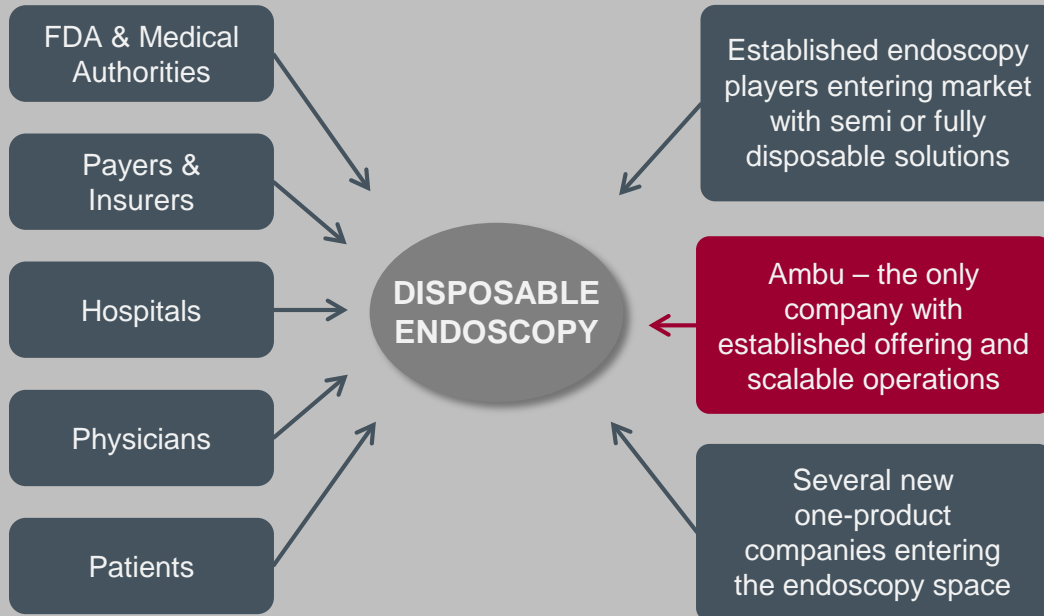 FDA & Medical
Authorities
Payers &
Insurers
Hospitals
Physicians
Patients
DISPOSABLE
ENDOSCOPY
Established endoscopy
players entering market
with semi or fully
disposable solutions
Ambu – the only
company with
established offering and
scalable operations
Several new
one-product
companies entering
the endoscopy space